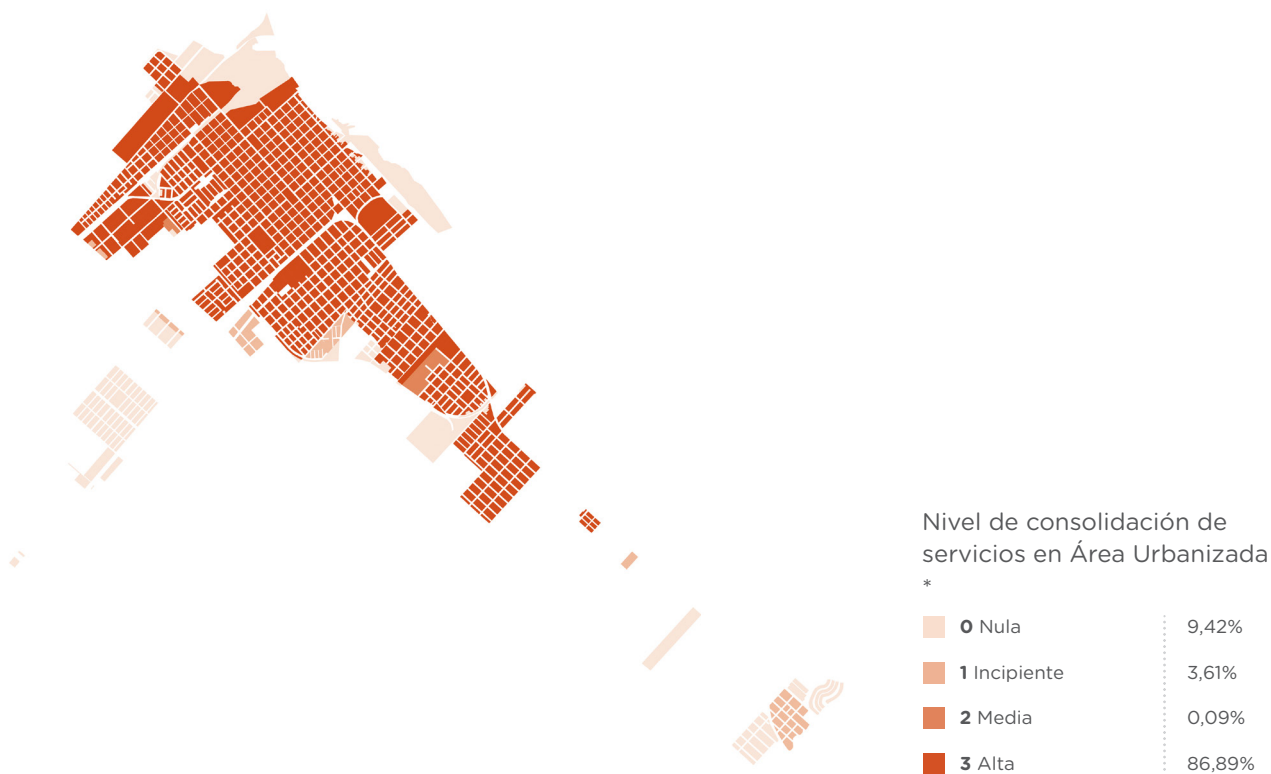 Nivel de consolidación de
servicios en Área Urbanizada
*
0 Nula 9,42%
1 Incipiente 3,61%
2 Media 0,09%
3 Alta 86,89%